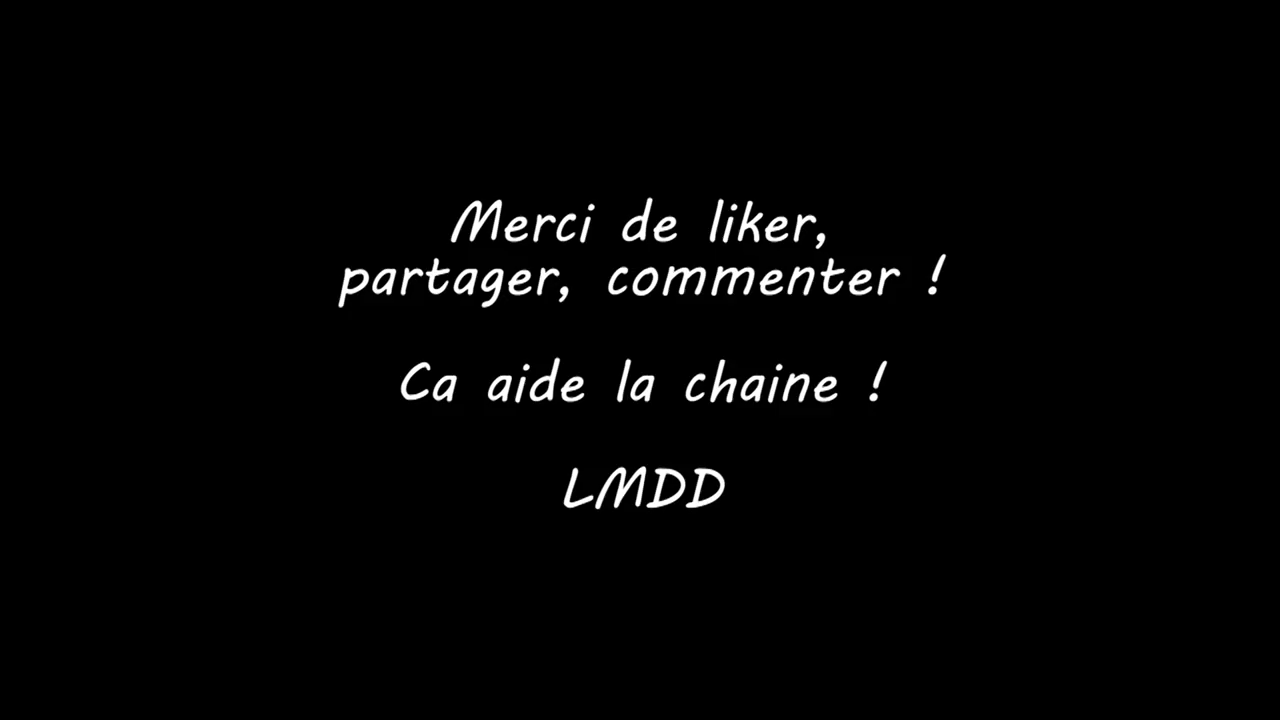 Merci de liker,
partager, commenter !
Ca aide la chaine !
LMDD